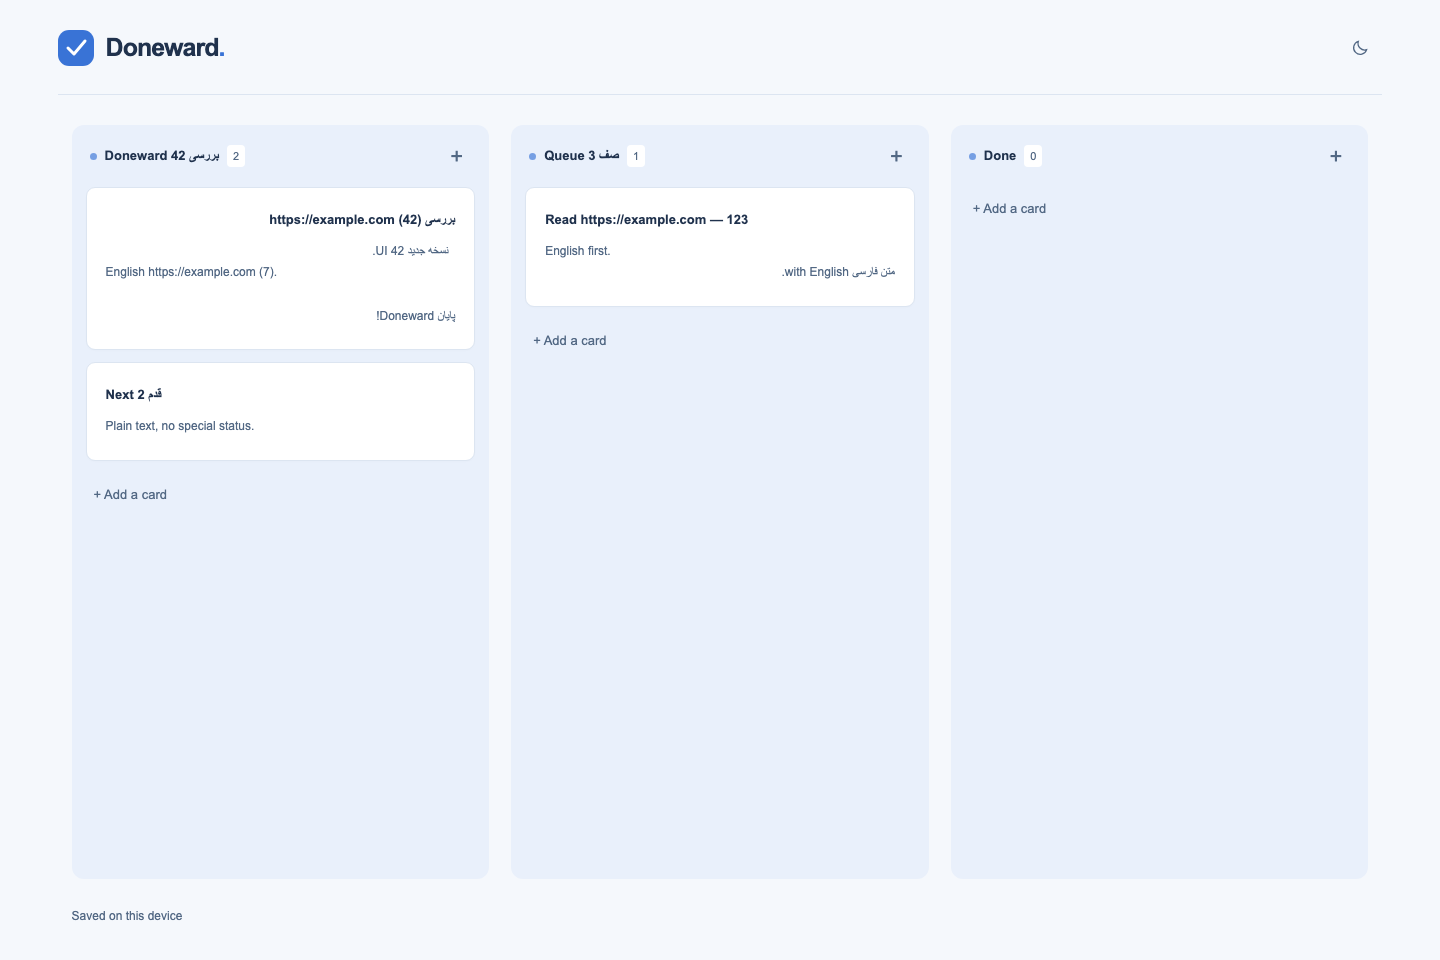 Doneward.
Doneward 42 بررسی 2
بررسی (42) https://example.com
نسخه جدید UI 42.
English https://example.com (7).
پایان Doneward!
Next 2 قدم
Plain text, no special status.
+ Add a card
Queue 3 صف 1
Read https://example.com — 123
English first.
متن فارسی with English.
+ Add a card
Done 0
+ Add a card
Saved on this device